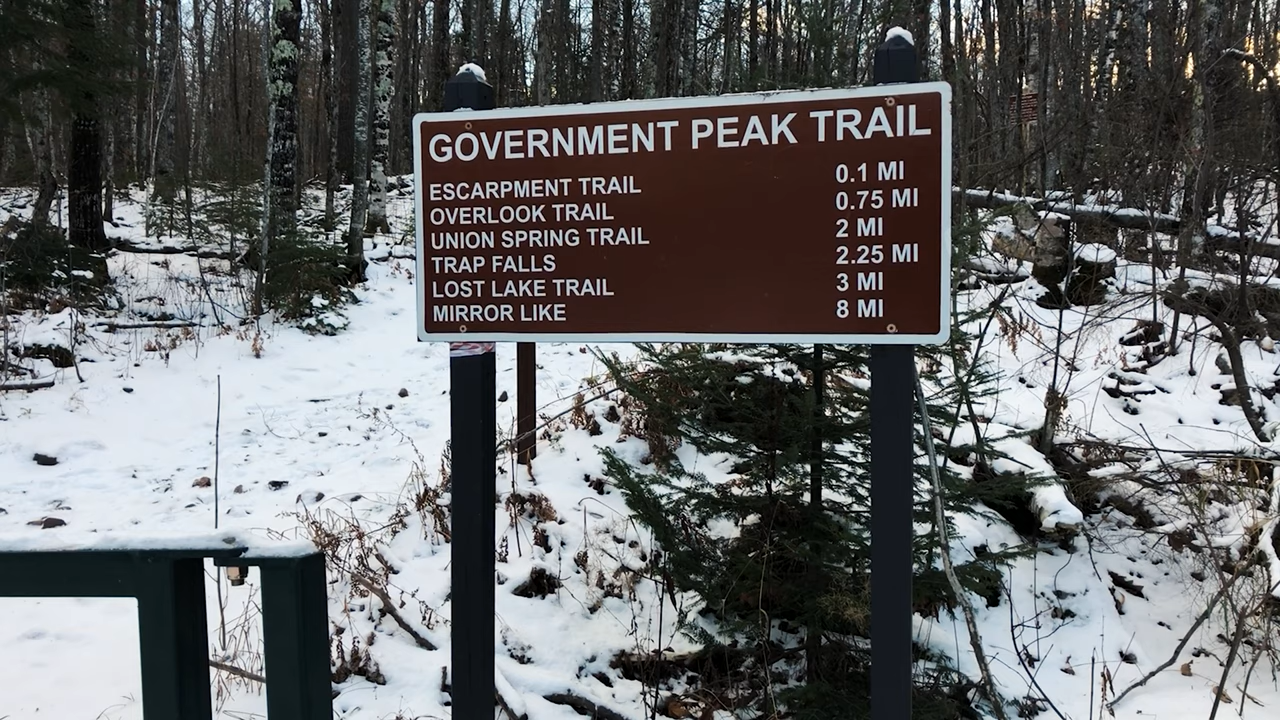 GOVERNMENT PEAK TRAIL
ESCARPMENT TRAIL 0.1 MI
OVERLOOK TRAIL 0.75 MI
UNION SPRING TRAIL 2 MI
TRAP FALLS 2.25 MI
LOST LAKE TRAIL 3 MI
MIRROR LIKE 8 MI